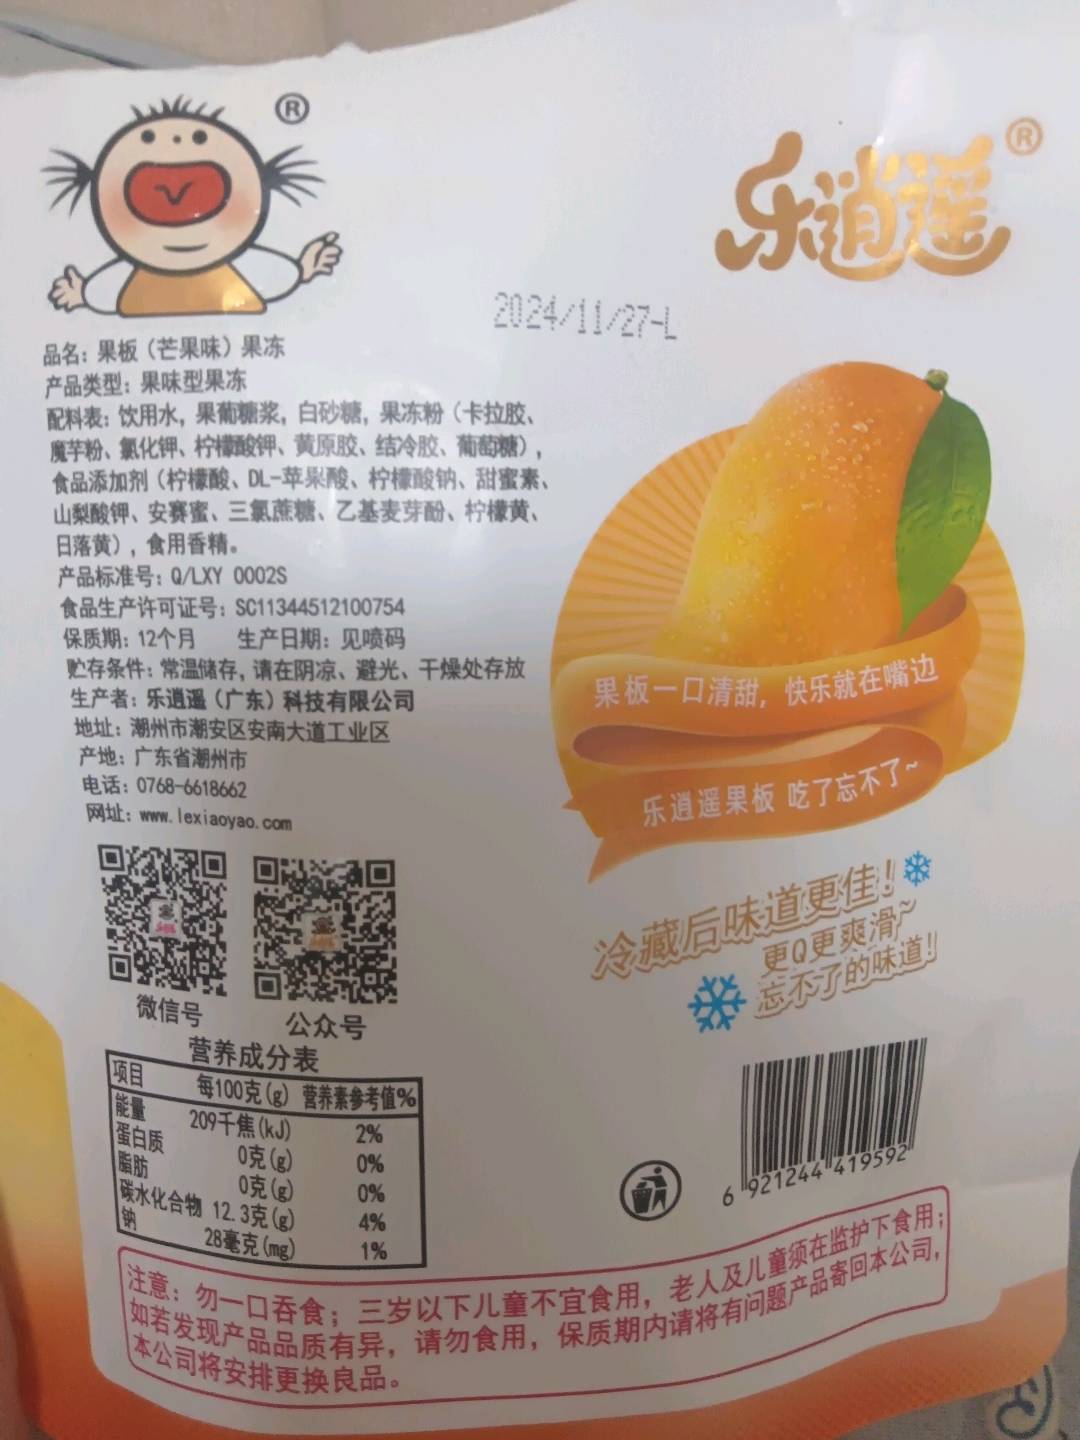 ®
乐逍遥®
2024/11/27-L
品名：果板（芒果味）果冻
产品类型：果味型果冻
配料表：饮用水，果葡糖浆，白砂糖，果冻粉（卡拉胶、
魔芋粉、氯化钾、柠檬酸钾、黄原胶、结冷胶、葡萄糖），
食品添加剂（柠檬酸、DL-苹果酸、柠檬酸钠、甜蜜素、
山梨酸钾、安赛蜜、三氯蔗糖、乙基麦芽酚、柠檬黄、
日落黄），食用香精。
产品标准号：Q/LXY 0002S
食品生产许可证号：SC11344512100754
保质期：12个月 生产日期：见喷码
贮存条件：常温储存，请在阴凉、避光、干燥处存放
生产者：乐逍遥（广东）科技有限公司
地址：潮州市潮安区安南大道工业区
产地：广东省潮州市
电话：0768-6618662
网址：www.lexiaoyao.com
微信号
公众号
果板一口清甜，快乐就在嘴边
乐逍遥果板 吃了忘不了~
冷藏后味道更佳！
更Q更爽滑~
忘不了的味道！
营养成分表
项目 每100克(g) 营养素参考值%
能量 209千焦(kJ) 2%
蛋白质 0克(g) 0%
脂肪 0克(g) 0%
碳水化合物 12.3克(g) 4%
钠 28毫克(mg) 1%
6 921244 419592
注意：勿一口吞食；三岁以下儿童不宜食用，老人及儿童须在监护下食用；
如若发现产品品质有异，请勿食用，保质期内请将有问题产品寄回本公司，
本公司将安排更换良品。